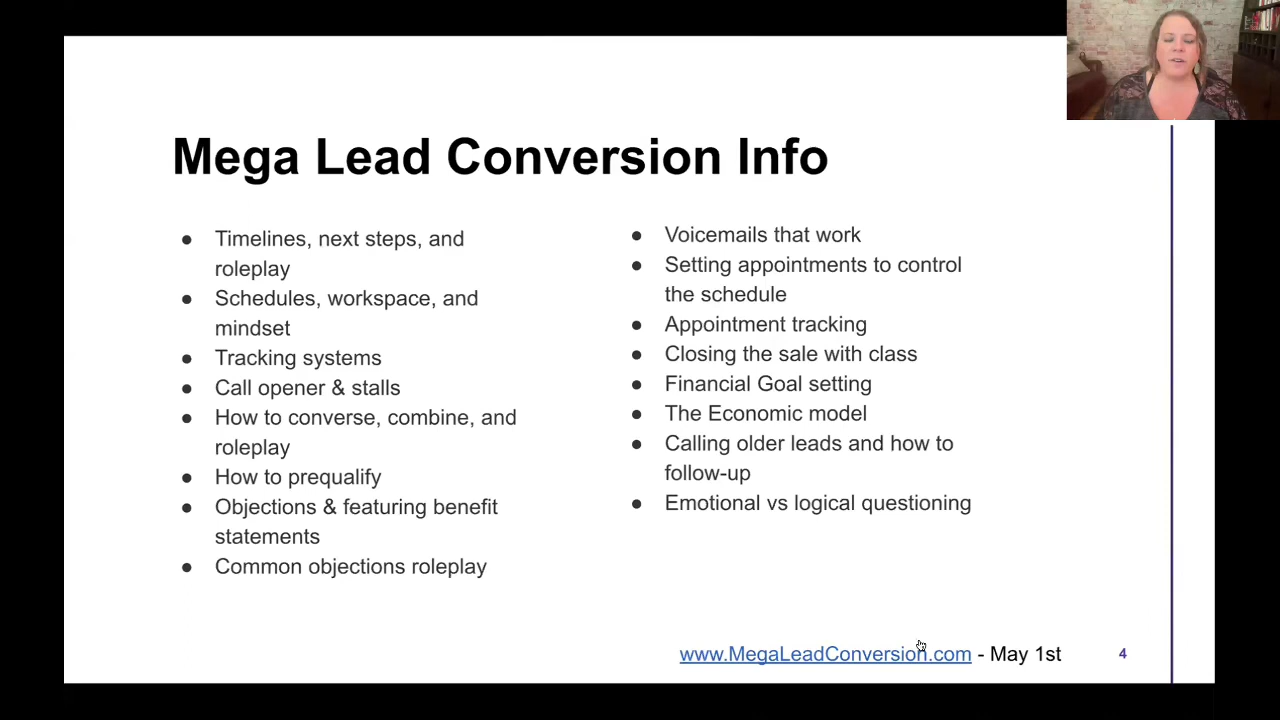 Mega Lead Conversion Info
● Timelines, next steps, and
roleplay
● Schedules, workspace, and
mindset
● Tracking systems
● Call opener & stalls
● How to converse, combine, and
roleplay
● How to prequalify
● Objections & featuring benefit
statements
● Common objections roleplay
● Voicemails that work
● Setting appointments to control
the schedule
● Appointment tracking
● Closing the sale with class
● Financial Goal setting
● The Economic model
● Calling older leads and how to
follow-up
● Emotional vs logical questioning
www.MegaLeadConversion.com - May 1st
4